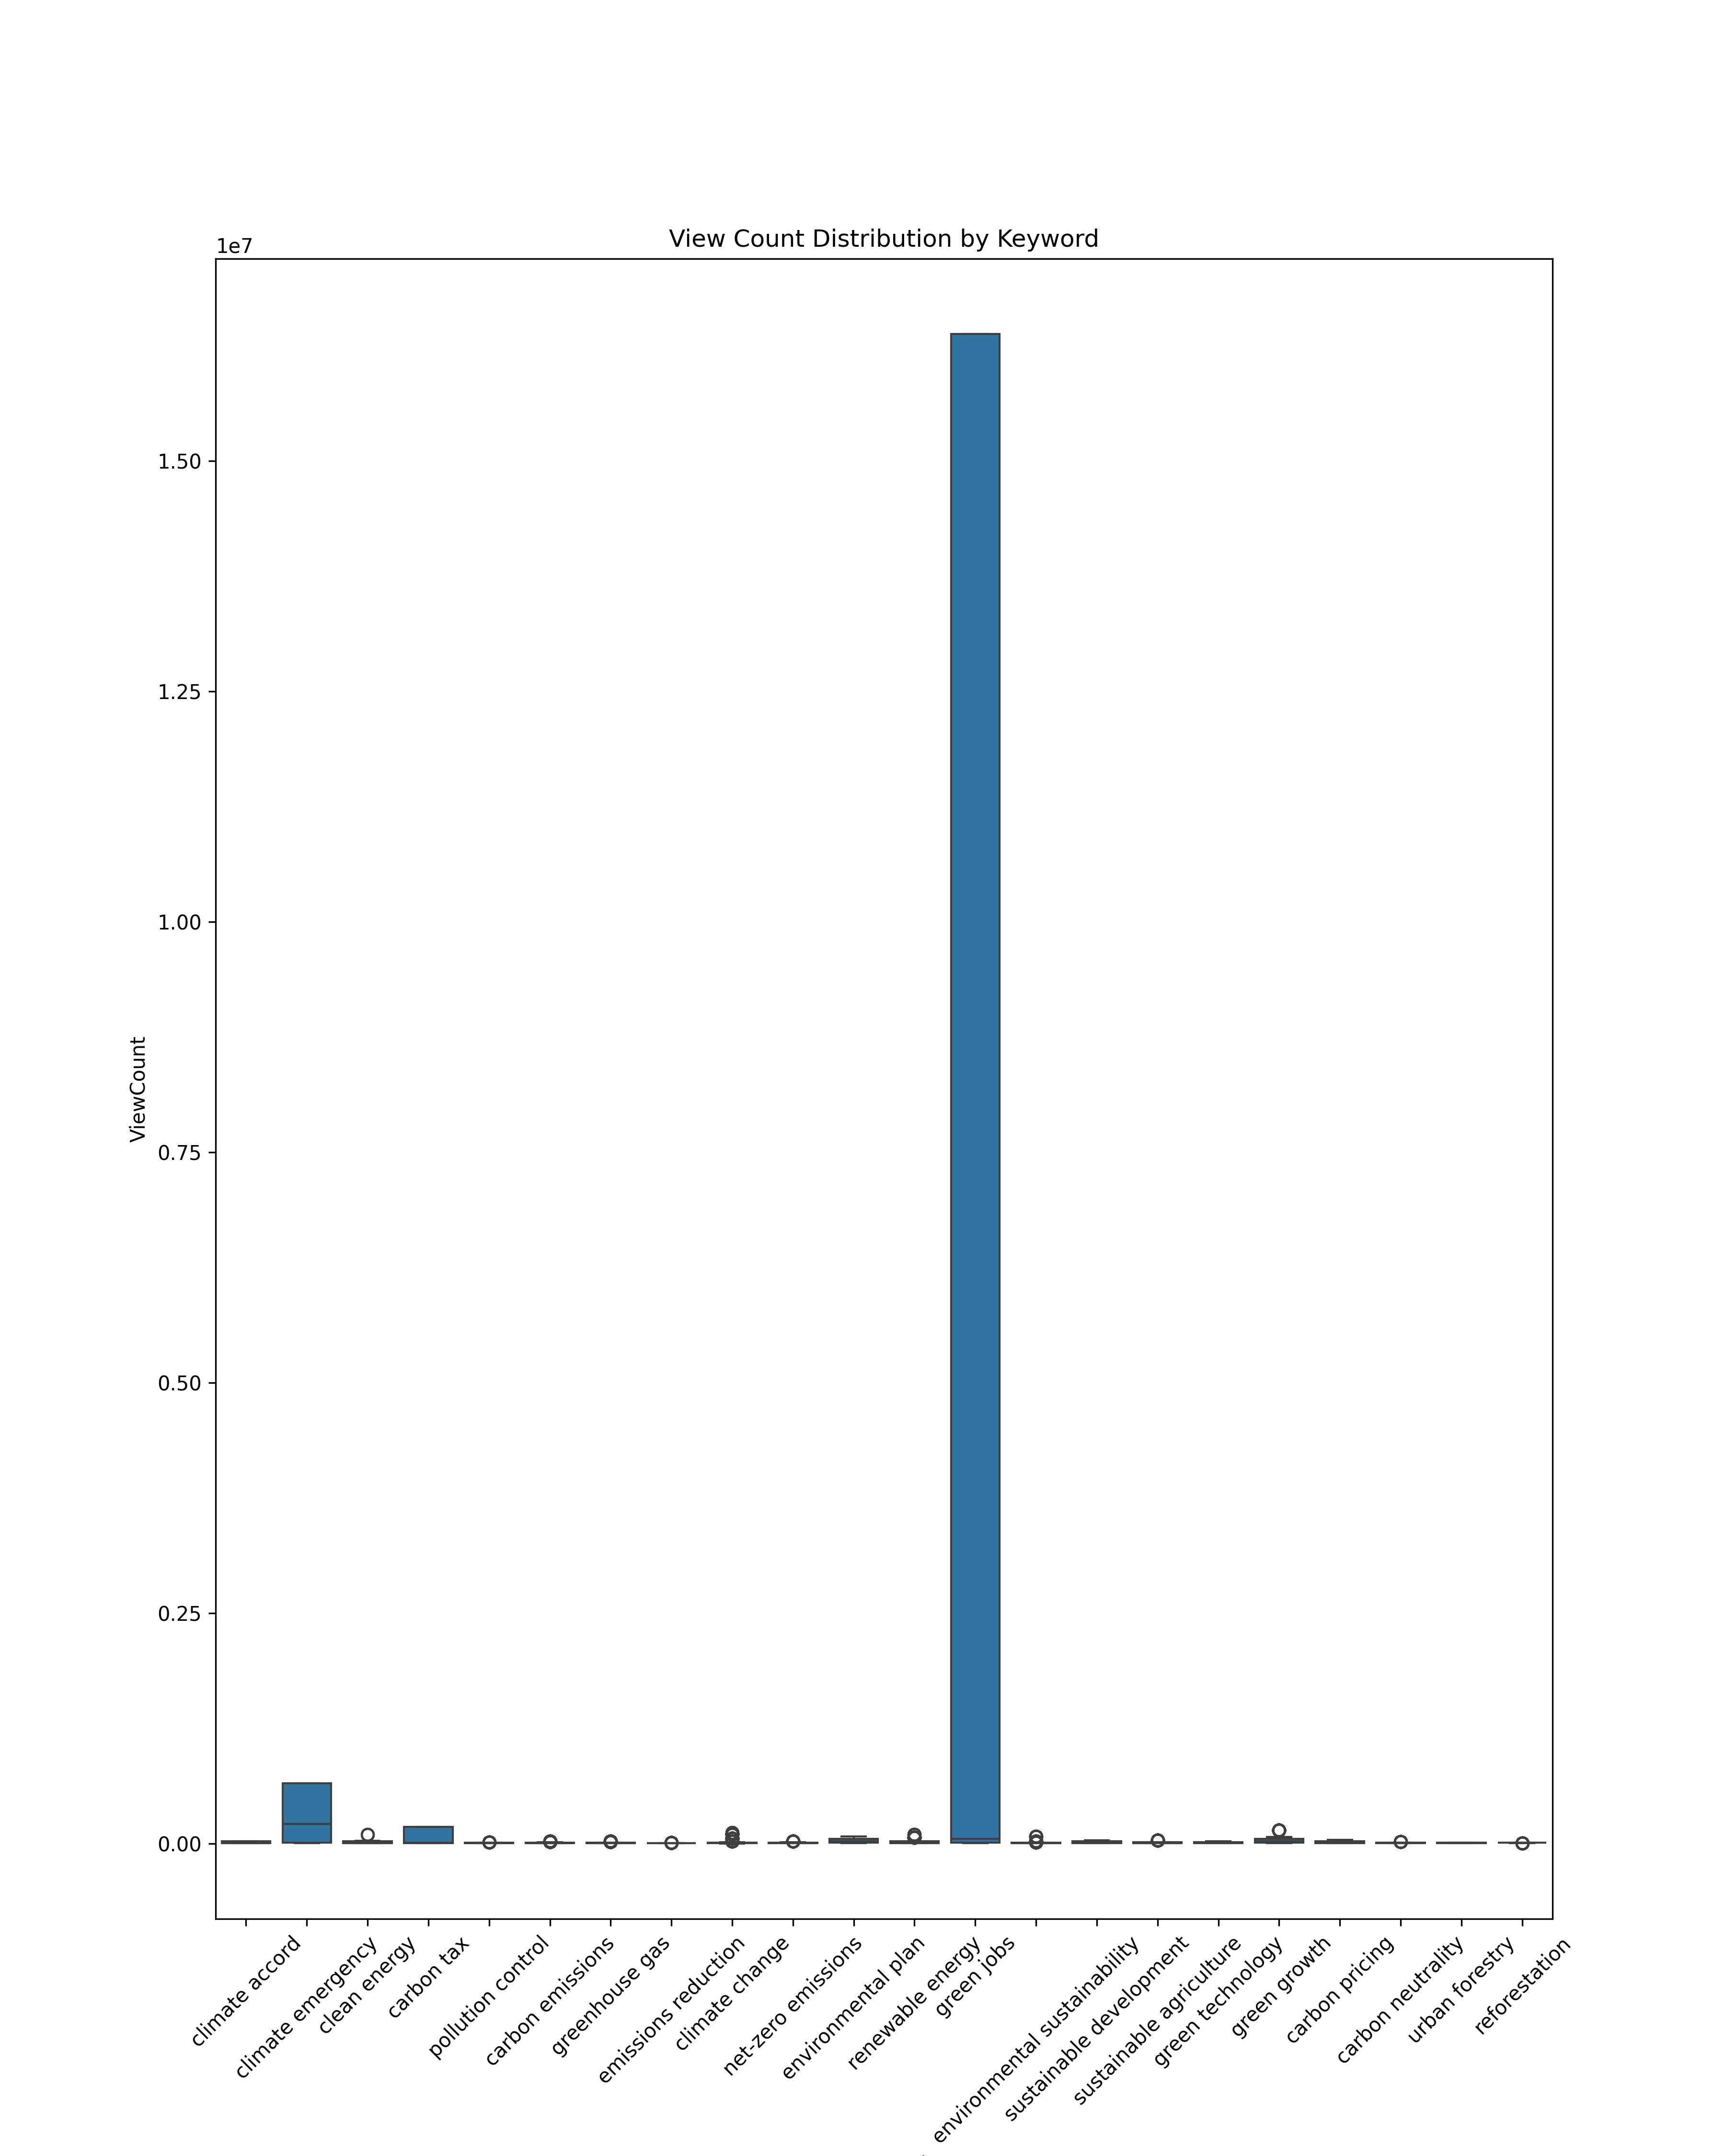 View Count Distribution by Keyword
1e7
1.50
1.25
1.00
0.75
0.50
0.25
0.00
ViewCount
climate accord
climate emergency
clean energy
carbon tax
pollution control
carbon emissions
greenhouse gas
emissions reduction
climate change
net-zero emissions
environmental plan
renewable energy
green jobs
environmental sustainability
sustainable development
sustainable agriculture
green technology
green growth
carbon pricing
carbon neutrality
urban forestry
reforestation